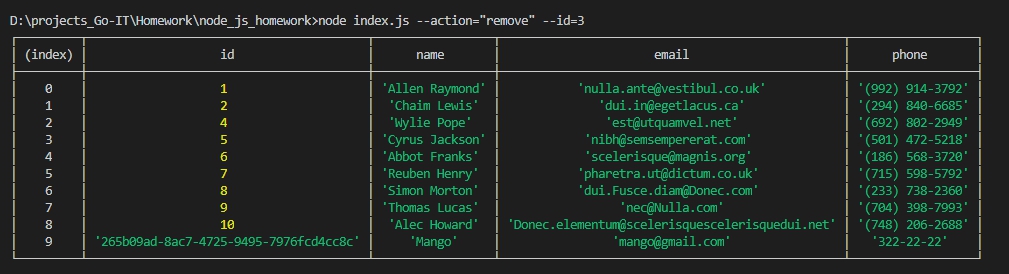 D:\projects_Go-IT\Homework\node_js_homework>node index.js --action="remove" --id=3
(index) id name email phone
0 1 'Allen Raymond' 'nulla.ante@vestibul.co.uk' '(992) 914-3792'
1 2 'Chaim Lewis' 'dui.in@egetlacus.ca' '(294) 840-6685'
2 4 'Wylie Pope' 'est@utquamvel.net' '(692) 802-2949'
3 5 'Cyrus Jackson' 'nibh@semsempererat.com' '(501) 472-5218'
4 6 'Abbot Franks' 'scelerisque@magnis.org' '(186) 568-3720'
5 7 'Reuben Henry' 'pharetra.ut@dictum.co.uk' '(715) 598-5792'
6 8 'Simon Morton' 'dui.Fusce.diam@Donec.com' '(233) 738-2360'
7 9 'Thomas Lucas' 'nec@Nulla.com' '(704) 398-7993'
8 10 'Alec Howard' 'Donec.elementum@scelerisquescelerisquedui.net' '(748) 206-2688'
9 '265b09ad-8ac7-4725-9495-7976fcd4cc8c' 'Mango' 'mango@gmail.com' '322-22-22'